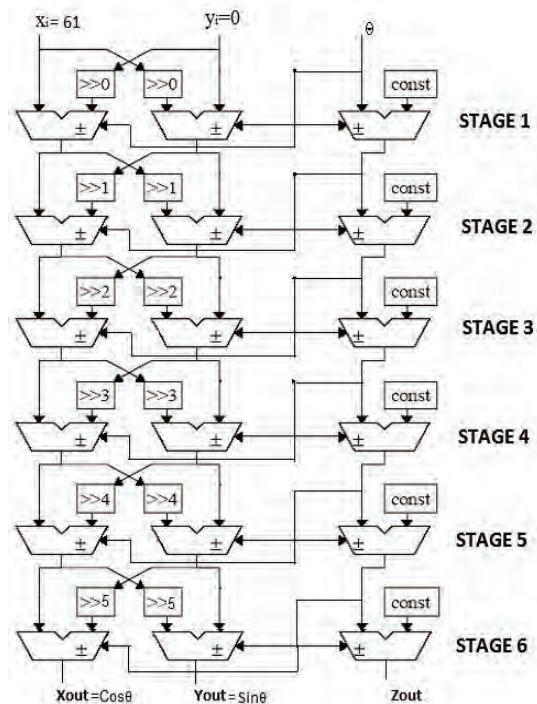 xᵢ= 61 yᵢ=0 θ
>>0 >>0 const
± ± ± STAGE 1
>>1 >>1 const
± ± ± STAGE 2
>>2 >>2 const
± ± ± STAGE 3
>>3 >>3 const
± ± ± STAGE 4
>>4 >>4 const
± ± ± STAGE 5
>>5 >>5 const
± ± ± STAGE 6
Xout =Cosθ Yout =Sinθ Zout